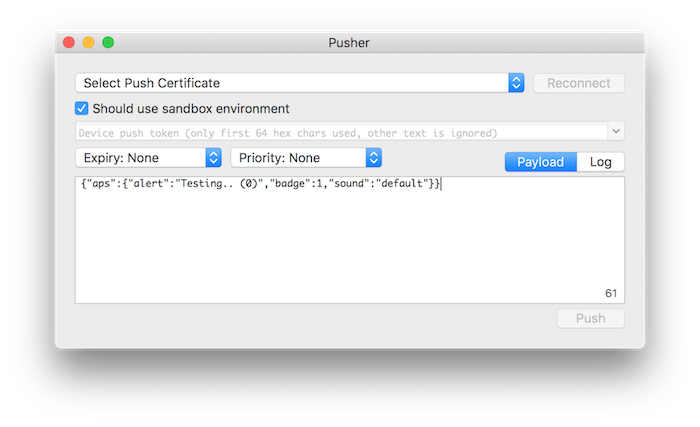 Pusher
Select Push Certificate
Reconnect
Should use sandbox environment
Device push token (only first 64 hex chars used, other text is ignored)
Expiry: None
Priority: None
Payload
Log
{"aps":{"alert":"Testing.. (0)","badge":1,"sound":"default"}}
61
Push